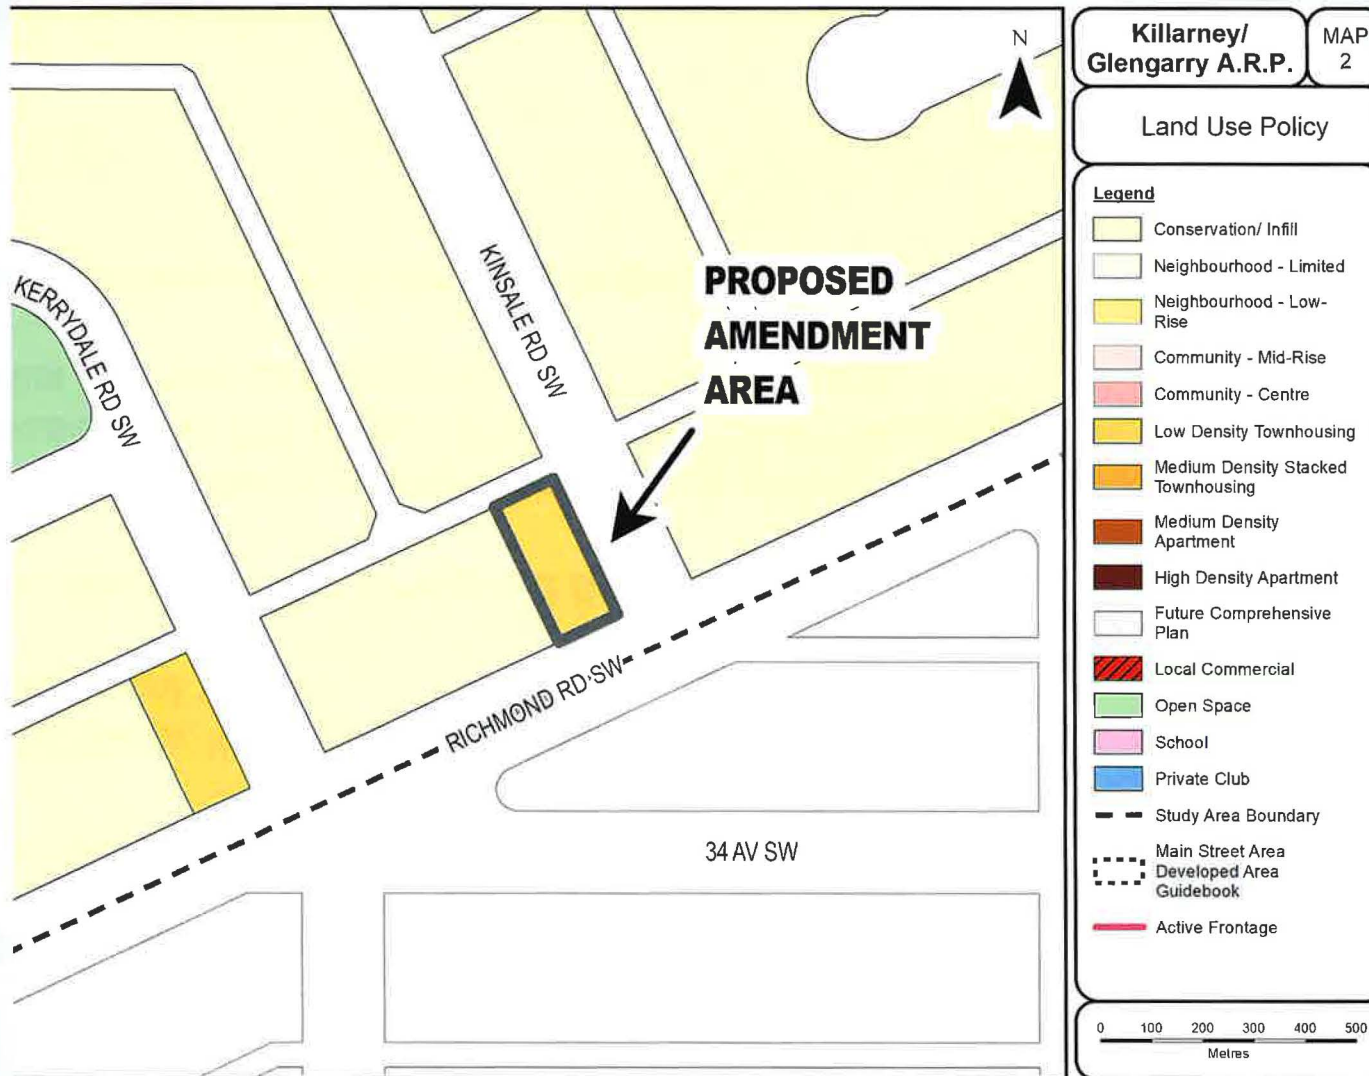 Killarney/
Glengarry A.R.P.
MAP
2
Land Use Policy
N
PROPOSED
AMENDMENT
AREA
KINSALE RD SW
KERRYDALE RD SW
RICHMOND RD SW
34 AV SW
Legend
Conservation/ Infill
Neighbourhood - Limited
Neighbourhood - Low-
Rise
Community - Mid-Rise
Community - Centre
Low Density Townhousing
Medium Density Stacked
Townhousing
Medium Density
Apartment
High Density Apartment
Future Comprehensive
Plan
Local Commercial
Open Space
School
Private Club
Study Area Boundary
Main Street Area
Developed Area
Guidebook
Active Frontage
0 100 200 300 400 500
Metres